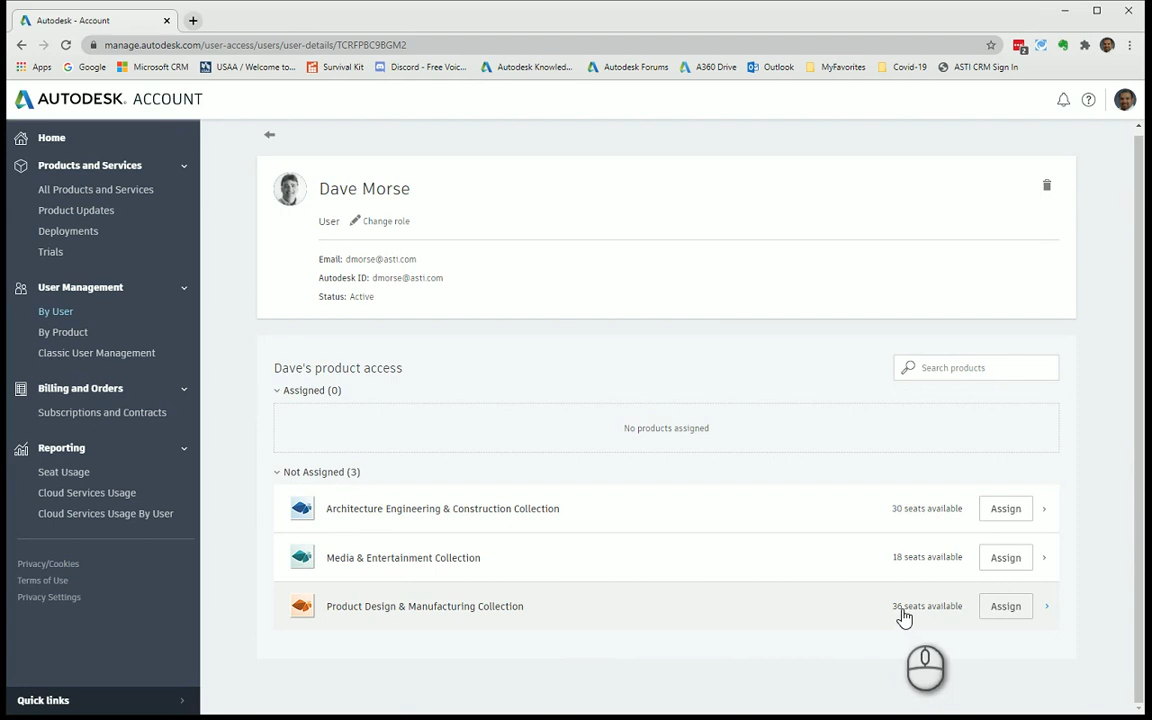 Autodesk - Account
manage.autodesk.com/user-access/users/user-details/TCRFPBC9BGM2
Apps
Google
Microsoft CRM
USAA / Welcome to...
Survival Kit
Discord - Free Voic...
Autodesk Knowled...
Autodesk Forums
A360 Drive
Outlook
MyFavorites
Covid-19
ASTI CRM Sign In
AUTODESK. ACCOUNT
Home
Products and Services
All Products and Services
Product Updates
Deployments
Trials
User Management
By User
By Product
Classic User Management
Billing and Orders
Subscriptions and Contracts
Reporting
Seat Usage
Cloud Services Usage
Cloud Services Usage By User
Privacy/Cookies
Terms of Use
Privacy Settings
Quick links
Dave Morse
User Change role
Email: dmorse@asti.com
Autodesk ID: dmorse@asti.com
Status: Active
Dave's product access
Search products
Assigned (0)
No products assigned
Not Assigned (3)
Architecture Engineering & Construction Collection 30 seats available Assign
Media & Entertainment Collection 18 seats available Assign
Product Design & Manufacturing Collection 36 seats available Assign